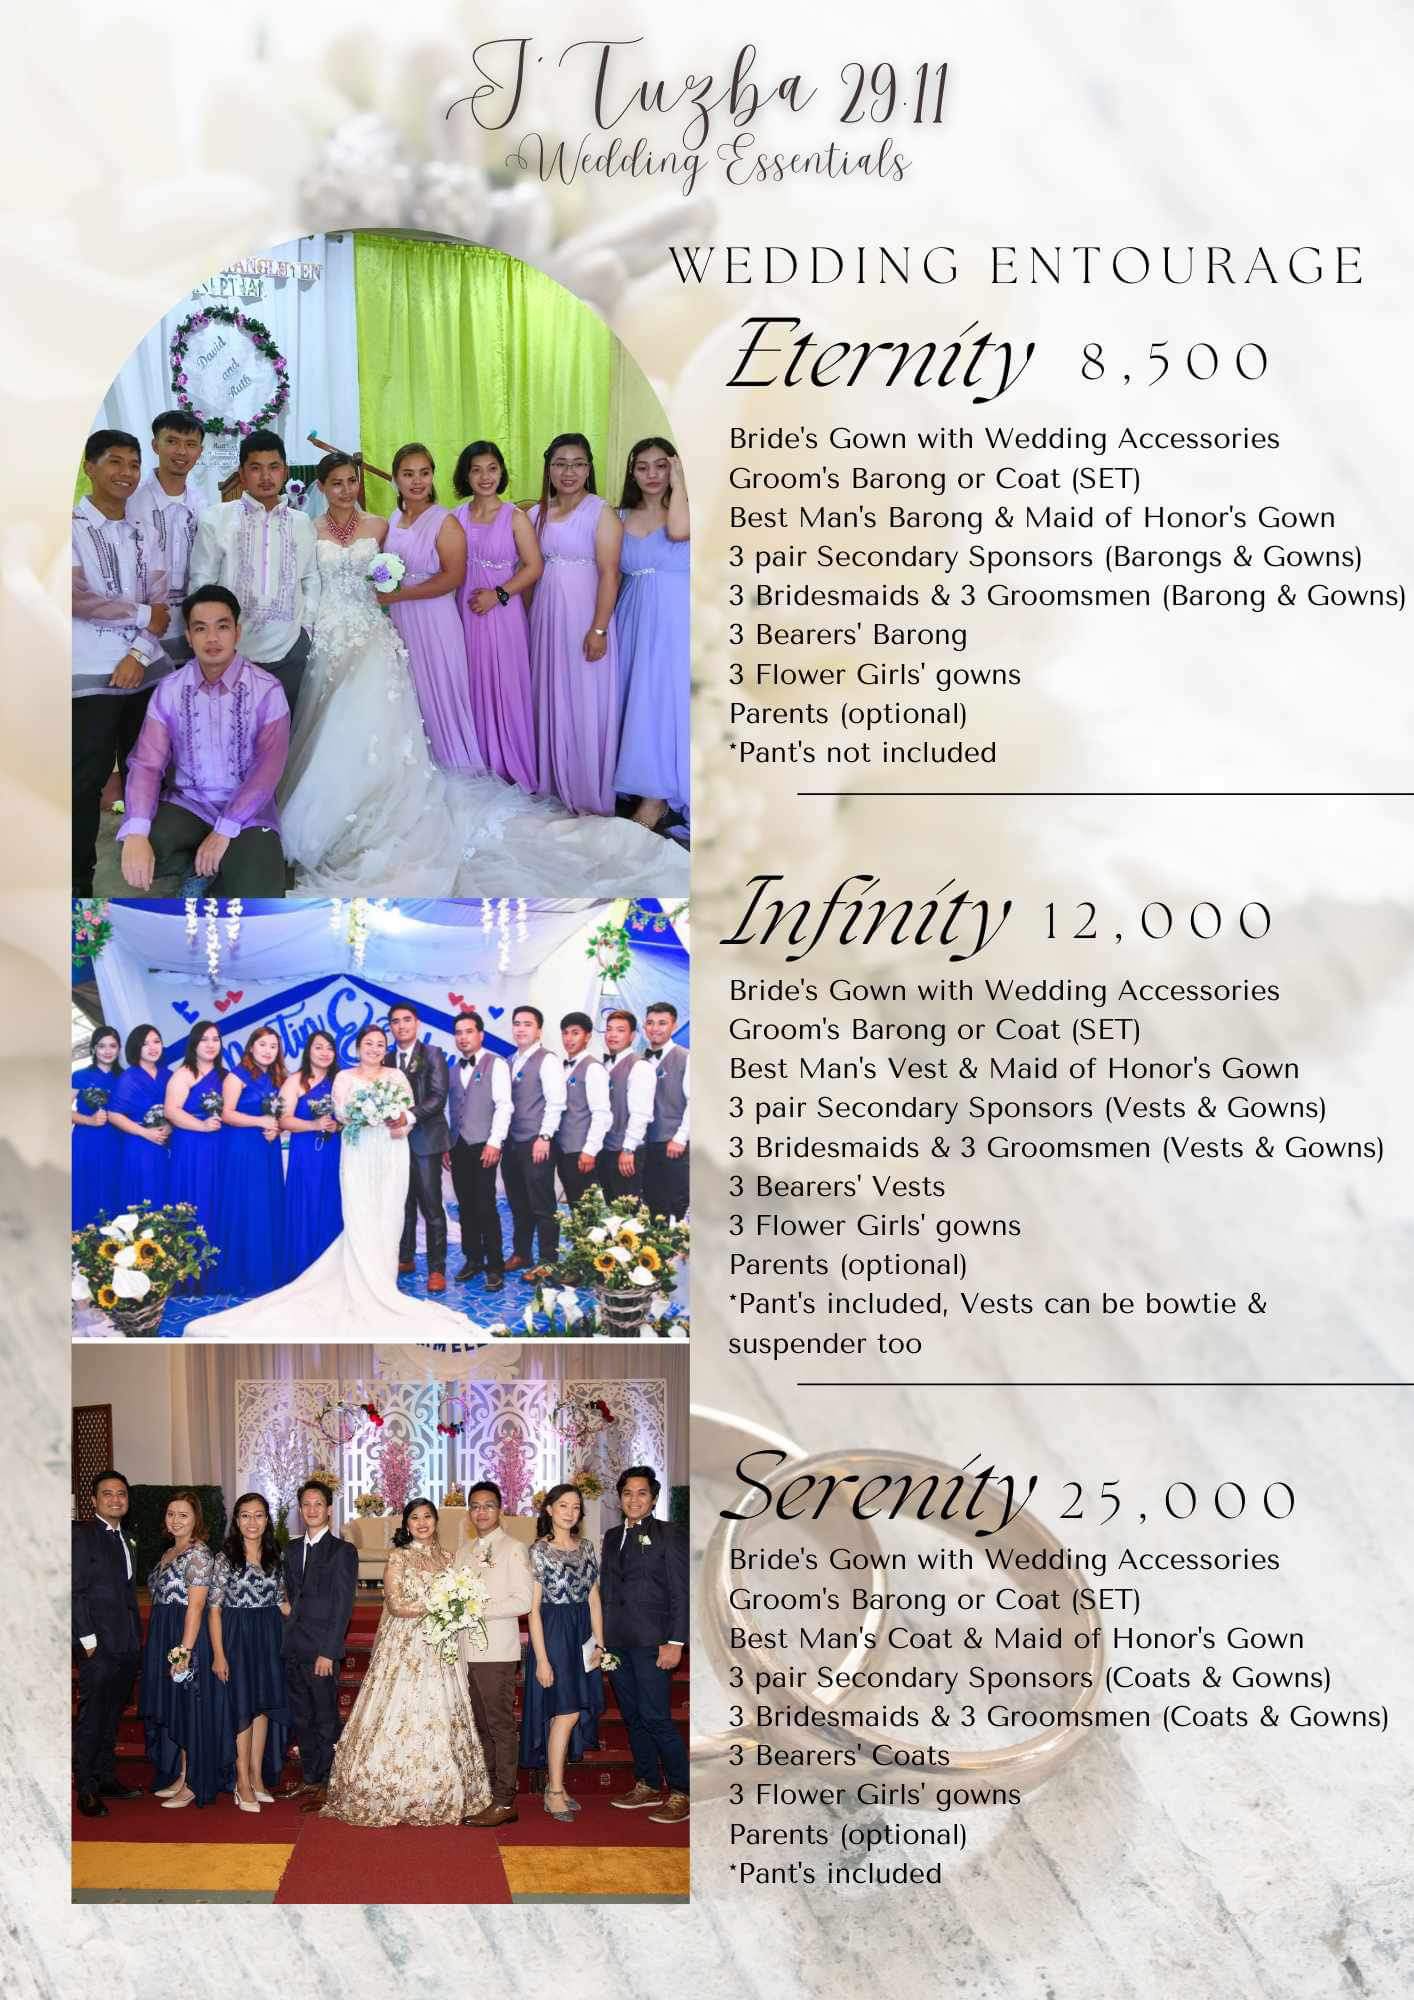 J' Tuzba 29:11
Wedding Essentials
WEDDING ENTOURAGE
Eternity 8,500
Bride's Gown with Wedding Accessories
Groom's Barong or Coat (SET)
Best Man's Barong & Maid of Honor's Gown
3 pair Secondary Sponsors (Barongs & Gowns)
3 Bridesmaids & 3 Groomsmen (Barong & Gowns)
3 Bearers' Barong
3 Flower Girls' gowns
Parents (optional)
*Pant's not included
Infinity 12,000
Bride's Gown with Wedding Accessories
Groom's Barong or Coat (SET)
Best Man's Vest & Maid of Honor's Gown
3 pair Secondary Sponsors (Vests & Gowns)
3 Bridesmaids & 3 Groomsmen (Vests & Gowns)
3 Bearers' Vests
3 Flower Girls' gowns
Parents (optional)
*Pant's included, Vests can be bowtie &
suspender too
Serenity 25,000
Bride's Gown with Wedding Accessories
Groom's Barong or Coat (SET)
Best Man's Coat & Maid of Honor's Gown
3 pair Secondary Sponsors (Coats & Gowns)
3 Bridesmaids & 3 Groomsmen (Coats & Gowns)
3 Bearers' Coats
3 Flower Girls' gowns
Parents (optional)
*Pant's included
David
and
Ruth